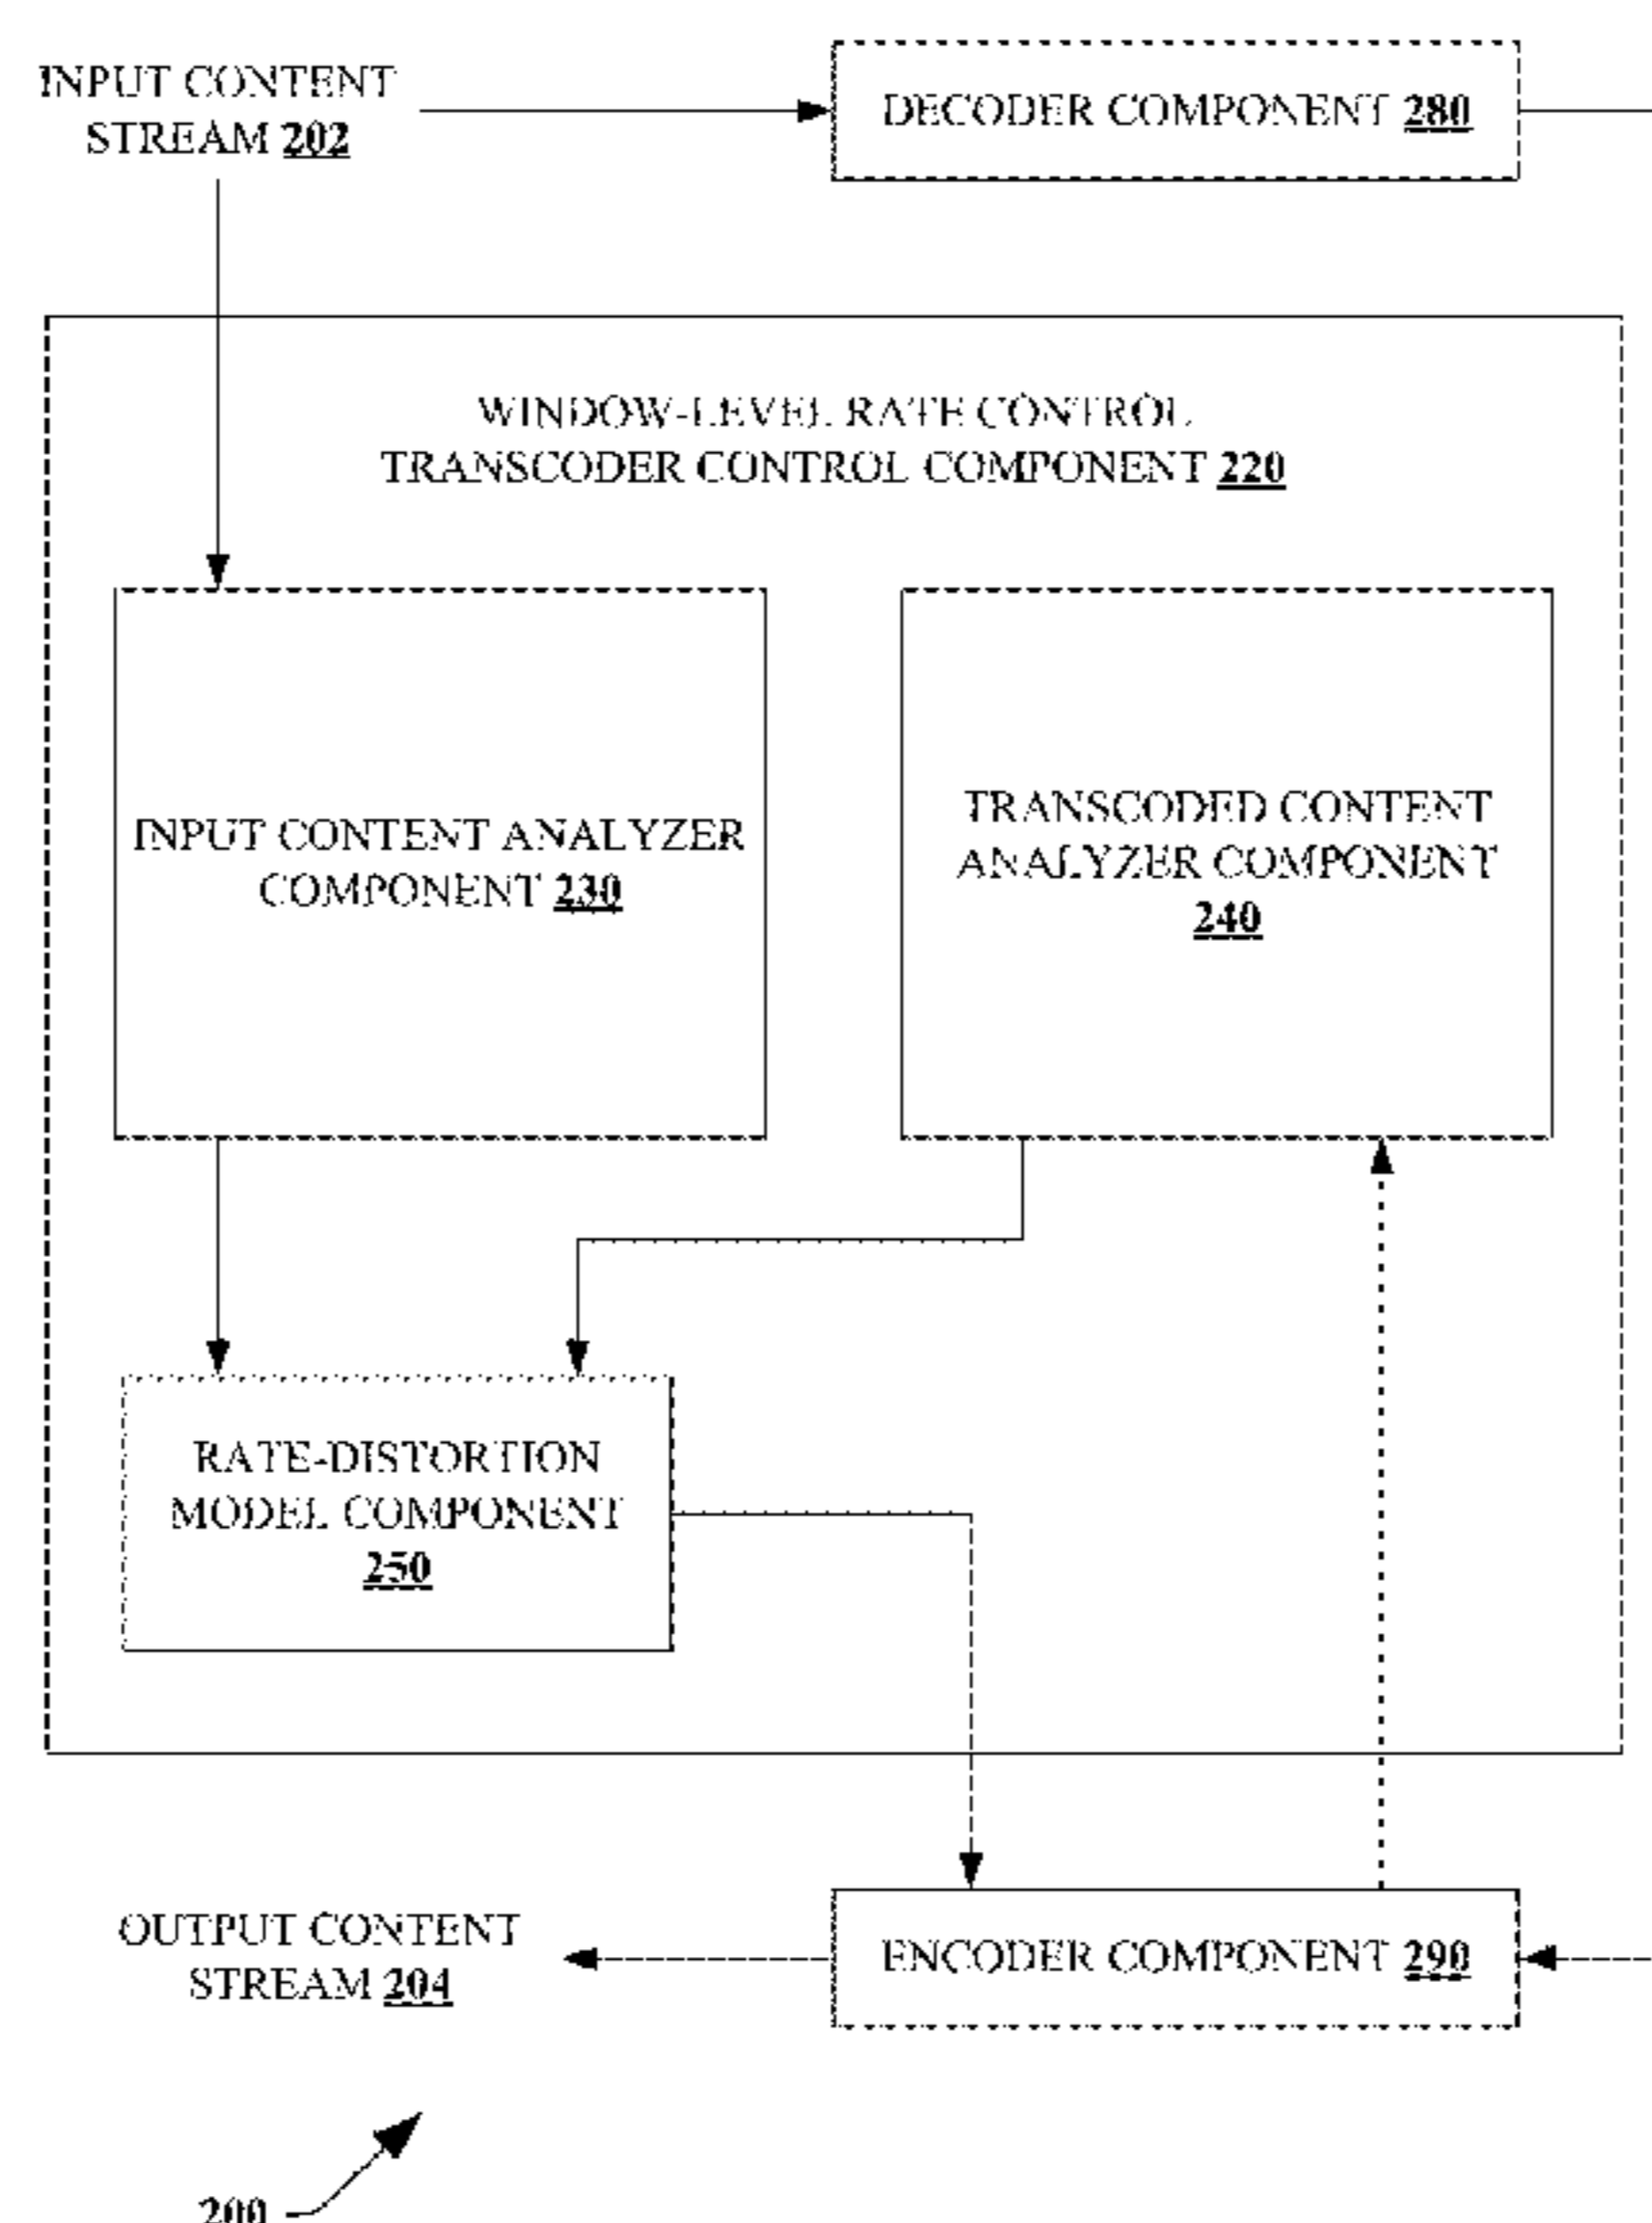 INPUT CONTENT
STREAM 202
DECODER COMPONENT 280
WINDOW-LEVEL RATE CONTROL
TRANSCODER CONTROL COMPONENT 220
INPUT CONTENT ANALYZER
COMPONENT 230
TRANSCODED CONTENT
ANALYZER COMPONENT
240
RATE-DISTORTION
MODEL COMPONENT
250
OUTPUT CONTENT
STREAM 204
ENCODER COMPONENT 290
200